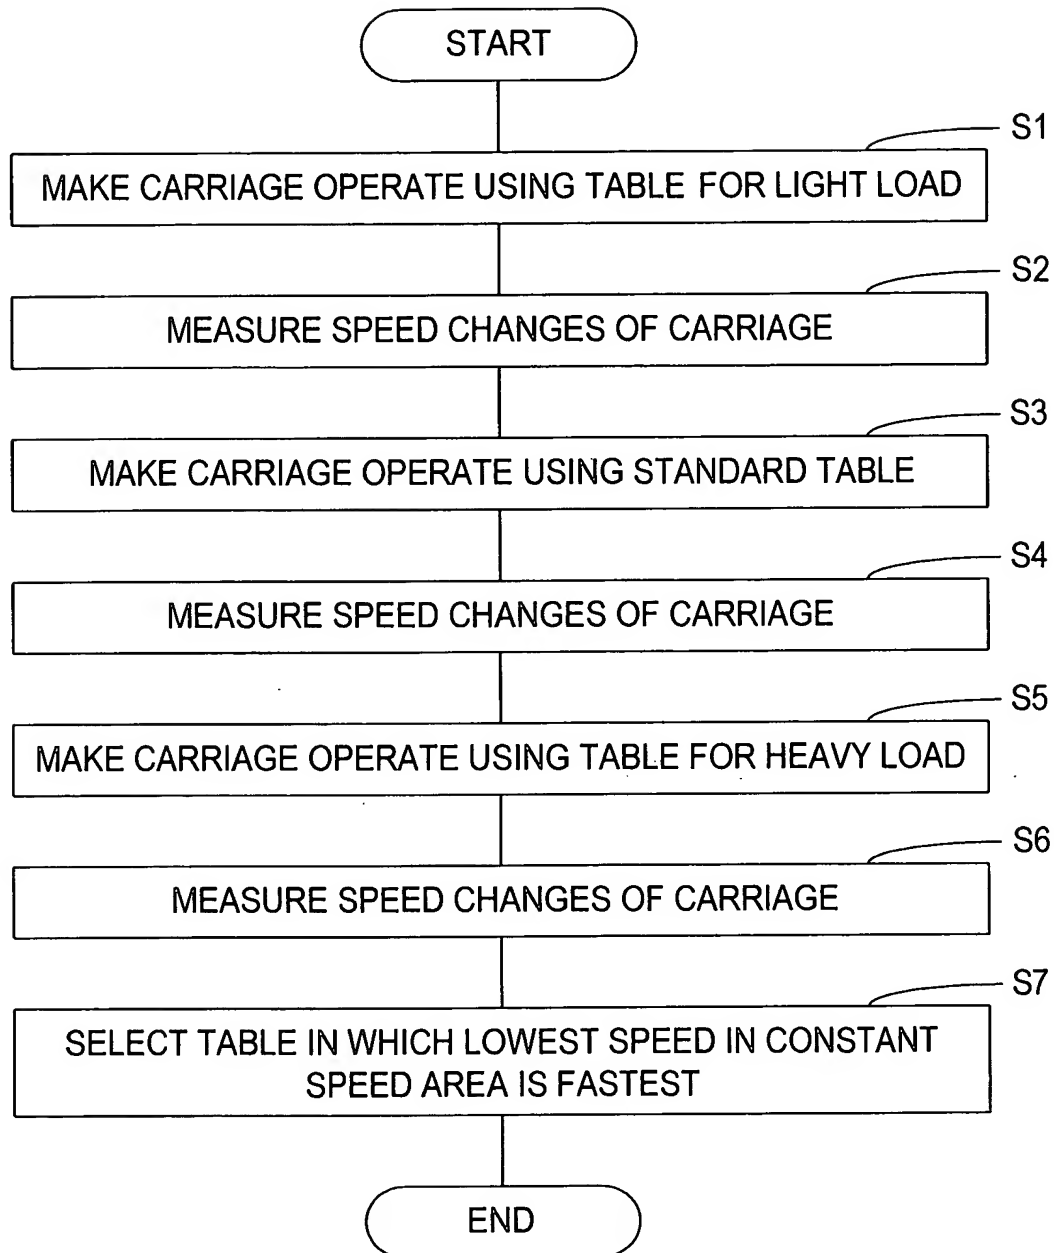 START
S1
MAKE CARRIAGE OPERATE USING TABLE FOR LIGHT LOAD
S2
MEASURE SPEED CHANGES OF CARRIAGE
S3
MAKE CARRIAGE OPERATE USING STANDARD TABLE
S4
MEASURE SPEED CHANGES OF CARRIAGE
S5
MAKE CARRIAGE OPERATE USING TABLE FOR HEAVY LOAD
S6
MEASURE SPEED CHANGES OF CARRIAGE
S7
SELECT TABLE IN WHICH LOWEST SPEED IN CONSTANT
SPEED AREA IS FASTEST
END